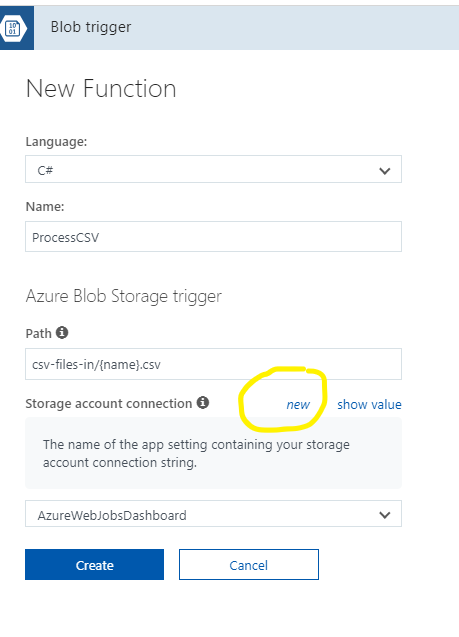 10
01
Blob trigger
New Function
Language:
C#
Name:
ProcessCSV
Azure Blob Storage trigger
Path
csv-files-in/{name}.csv
Storage account connection new show value
The name of the app setting containing your storage
account connection string.
AzureWebJobsDashboard
Create Cancel